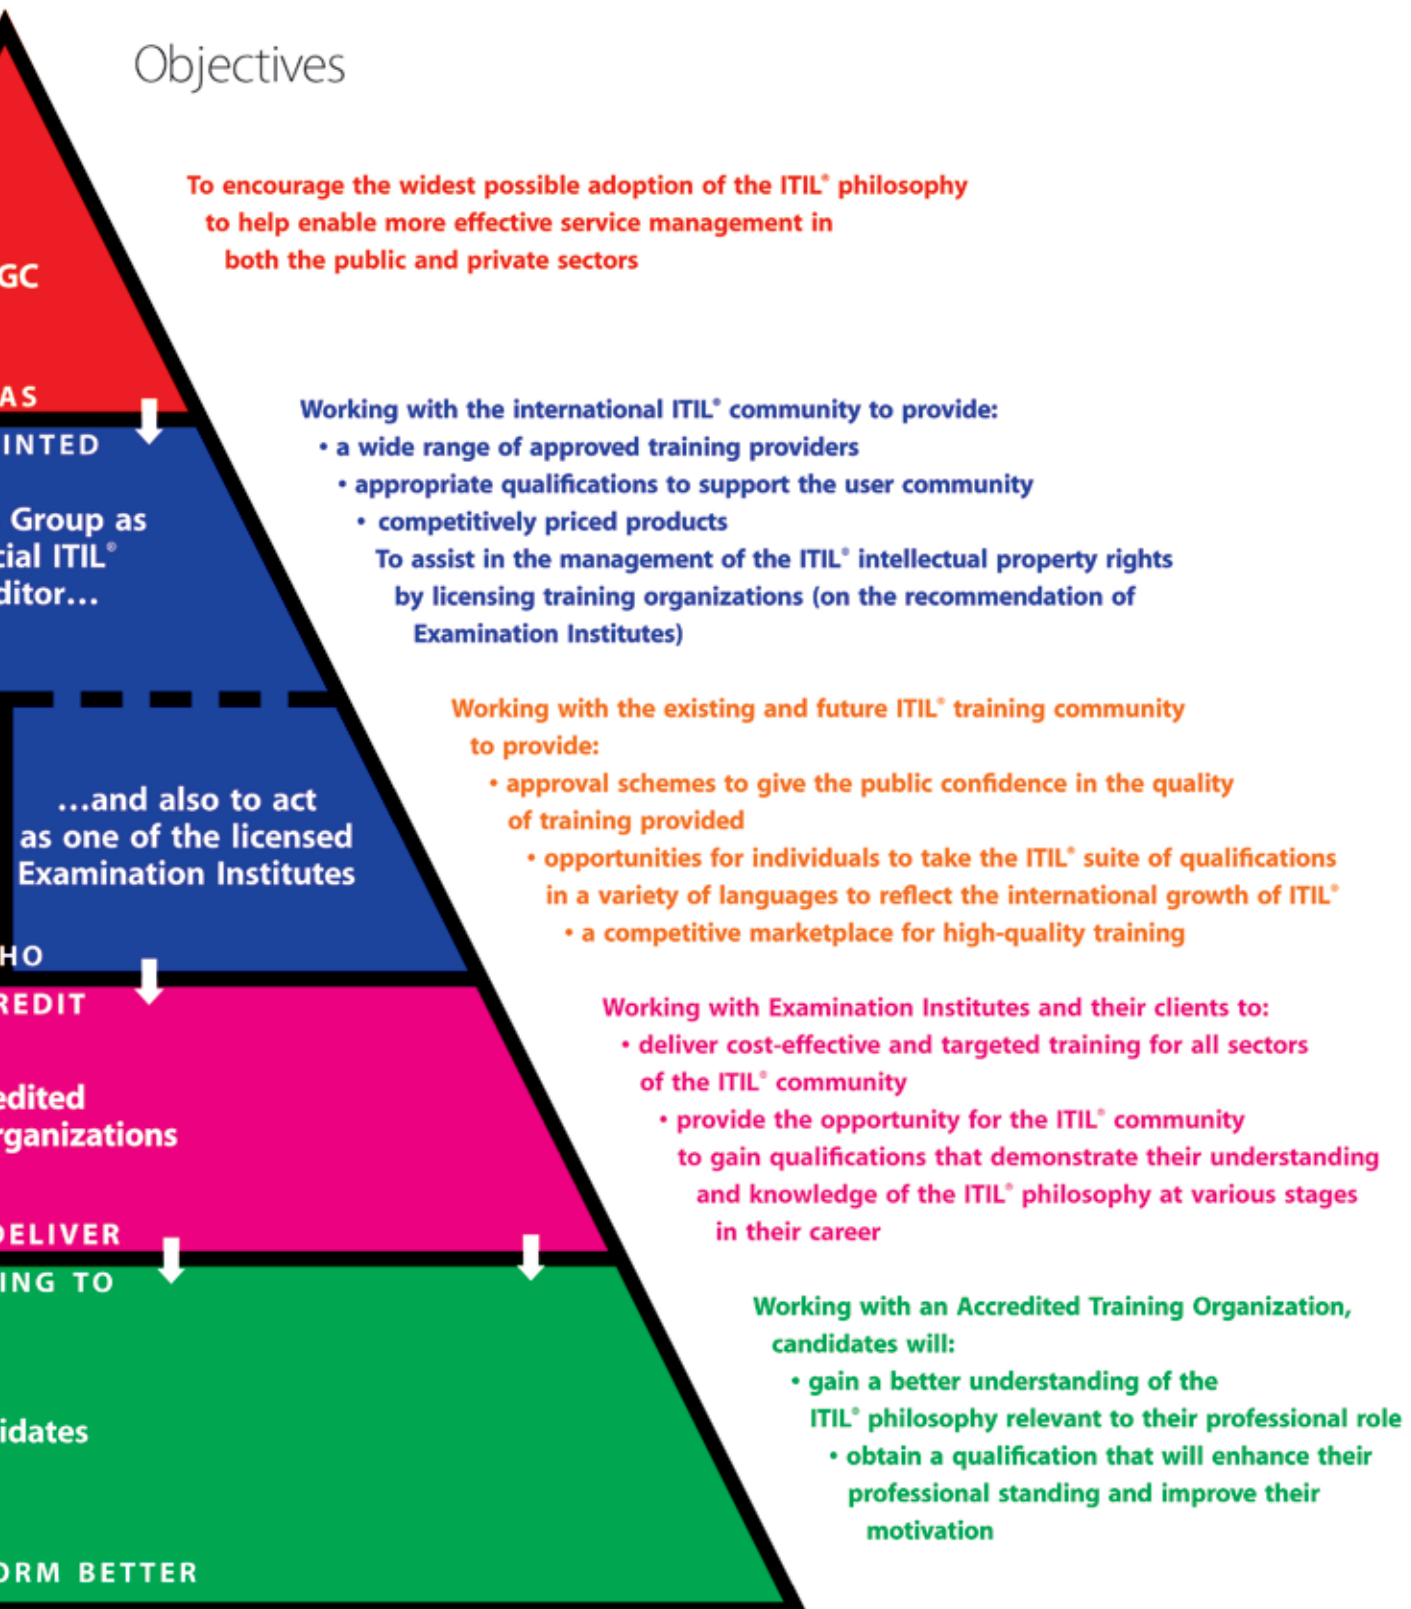 Objectives
To encourage the widest possible adoption of the ITIL® philosophy
to help enable more effective service management in
both the public and private sectors
GC
AS
INTED
Working with the international ITIL® community to provide:
• a wide range of approved training providers
• appropriate qualifications to support the user community
• competitively priced products
To assist in the management of the ITIL® intellectual property rights
by licensing training organizations (on the recommendation of
Examination Institutes)
Group as
cial ITIL®
ditor...
Working with the existing and future ITIL® training community
to provide:
• approval schemes to give the public confidence in the quality
of training provided
• opportunities for individuals to take the ITIL® suite of qualifications
in a variety of languages to reflect the international growth of ITIL®
• a competitive marketplace for high-quality training
...and also to act
as one of the licensed
Examination Institutes
HO
REDIT
Working with Examination Institutes and their clients to:
• deliver cost-effective and targeted training for all sectors
of the ITIL® community
• provide the opportunity for the ITIL® community
to gain qualifications that demonstrate their understanding
and knowledge of the ITIL® philosophy at various stages
in their career
edited
rganizations
DELIVER
ING TO
Working with an Accredited Training Organization,
candidates will:
• gain a better understanding of the
ITIL® philosophy relevant to their professional role
• obtain a qualification that will enhance their
professional standing and improve their
motivation
idates
ORM BETTER